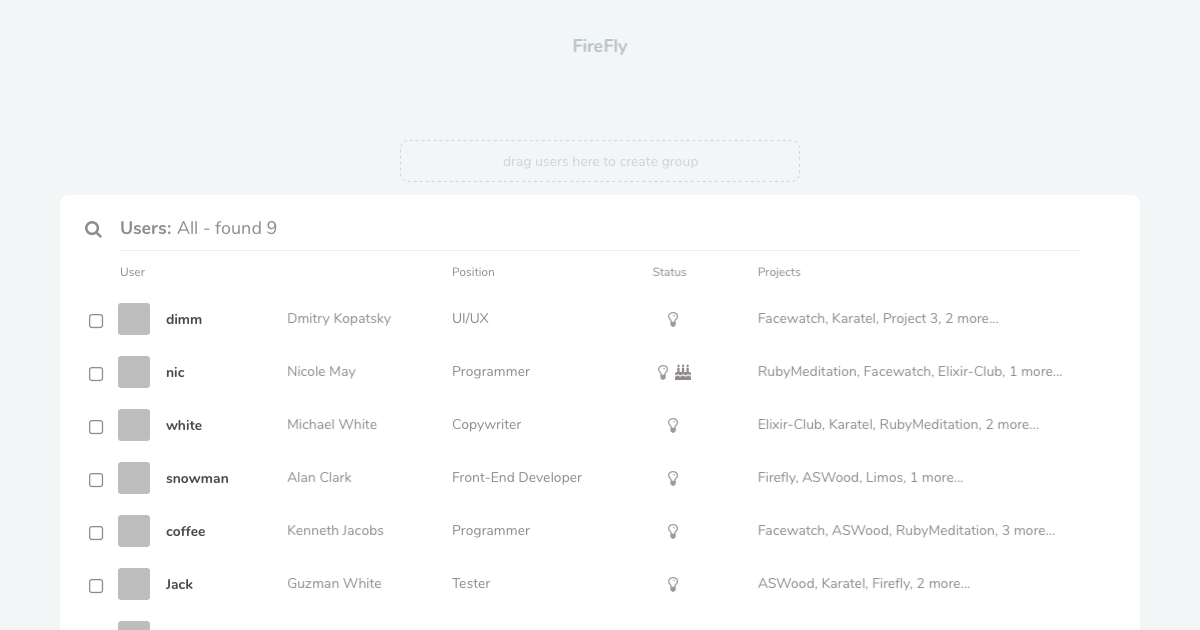 FireFly
drag users here to create group
Users: All - found 9
User Position Status Projects
dimm Dmitry Kopatsky UI/UX Facewatch, Karatel, Project 3, 2 more...
nic Nicole May Programmer RubyMeditation, Facewatch, Elixir-Club, 1 more...
white Michael White Copywriter Elixir-Club, Karatel, RubyMeditation, 2 more...
snowman Alan Clark Front-End Developer Firefly, ASWood, Limos, 1 more...
coffee Kenneth Jacobs Programmer Facewatch, ASWood, RubyMeditation, 3 more...
Jack Guzman White Tester ASWood, Karatel, Firefly, 2 more...